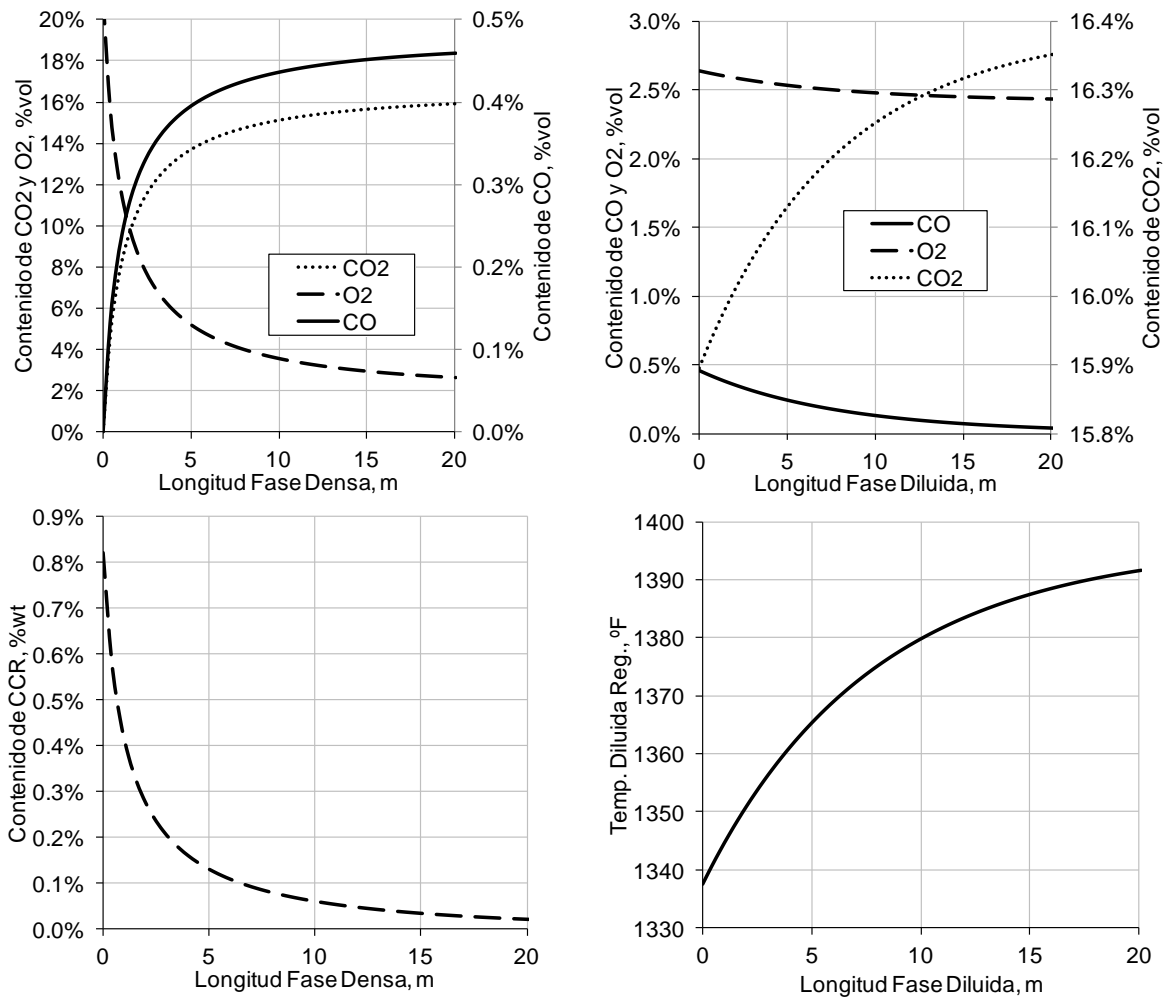 20%
18%
16%
14%
12%
10%
8%
6%
4%
2%
0%
Contenido de CO2 y O2, %vol
0.5%
0.4%
0.3%
0.2%
0.1%
0.0%
Contenido de CO, %vol
CO2
O2
CO
0 5 10 15 20
Longitud Fase Densa, m
3.0%
2.5%
2.0%
1.5%
1.0%
0.5%
0.0%
Contenido de CO y O2, %vol
16.4%
16.3%
16.2%
16.1%
16.0%
15.9%
15.8%
Contenido de CO2, %vol
CO
O2
CO2
0 5 10 15 20
Longitud Fase Diluida, m
0.9%
0.8%
0.7%
0.6%
0.5%
0.4%
0.3%
0.2%
0.1%
0.0%
Contenido de CCR, %wt
0 5 10 15 20
Longitud Fase Densa, m
1400
1390
1380
1370
1360
1350
1340
1330
Temp. Diluida Reg., ºF
0 5 10 15 20
Longitud Fase Diluida, m